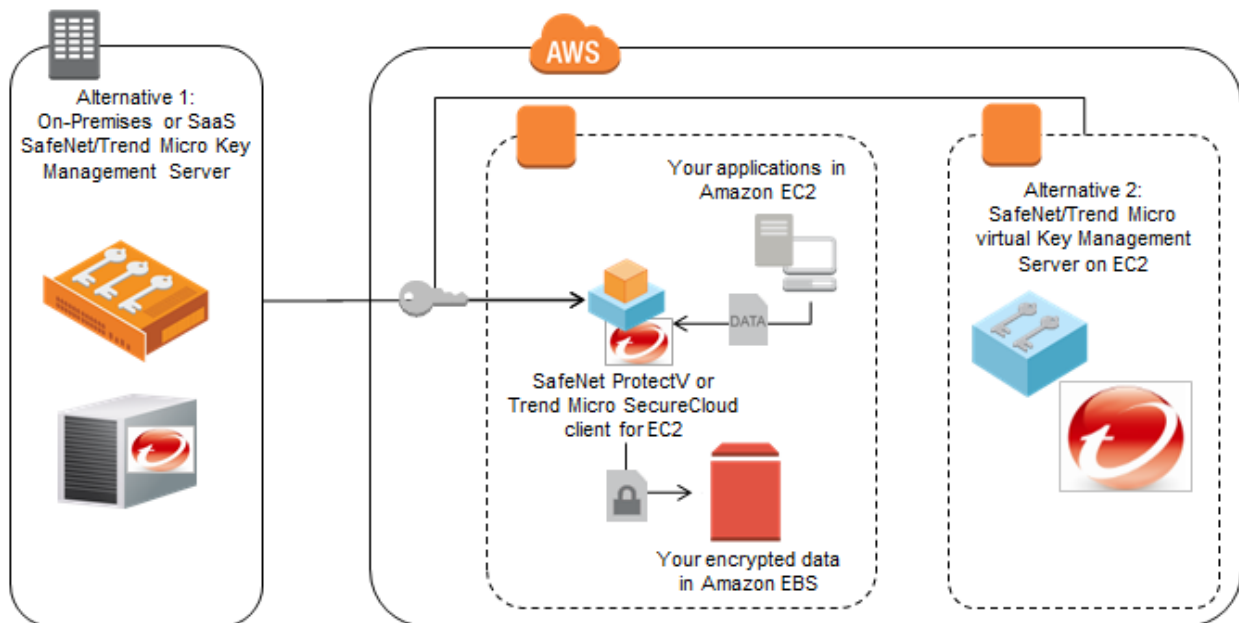 AWS
Alternative 1:
On-Premises or SaaS
SafeNet/Trend Micro Key
Management Server
Your applications in
Amazon EC2
DATA
SafeNet ProtectV or
Trend Micro SecureCloud
client for EC2
Your encrypted data
in Amazon EBS
Alternative 2:
SafeNet/Trend Micro
virtual Key Management
Server on EC2